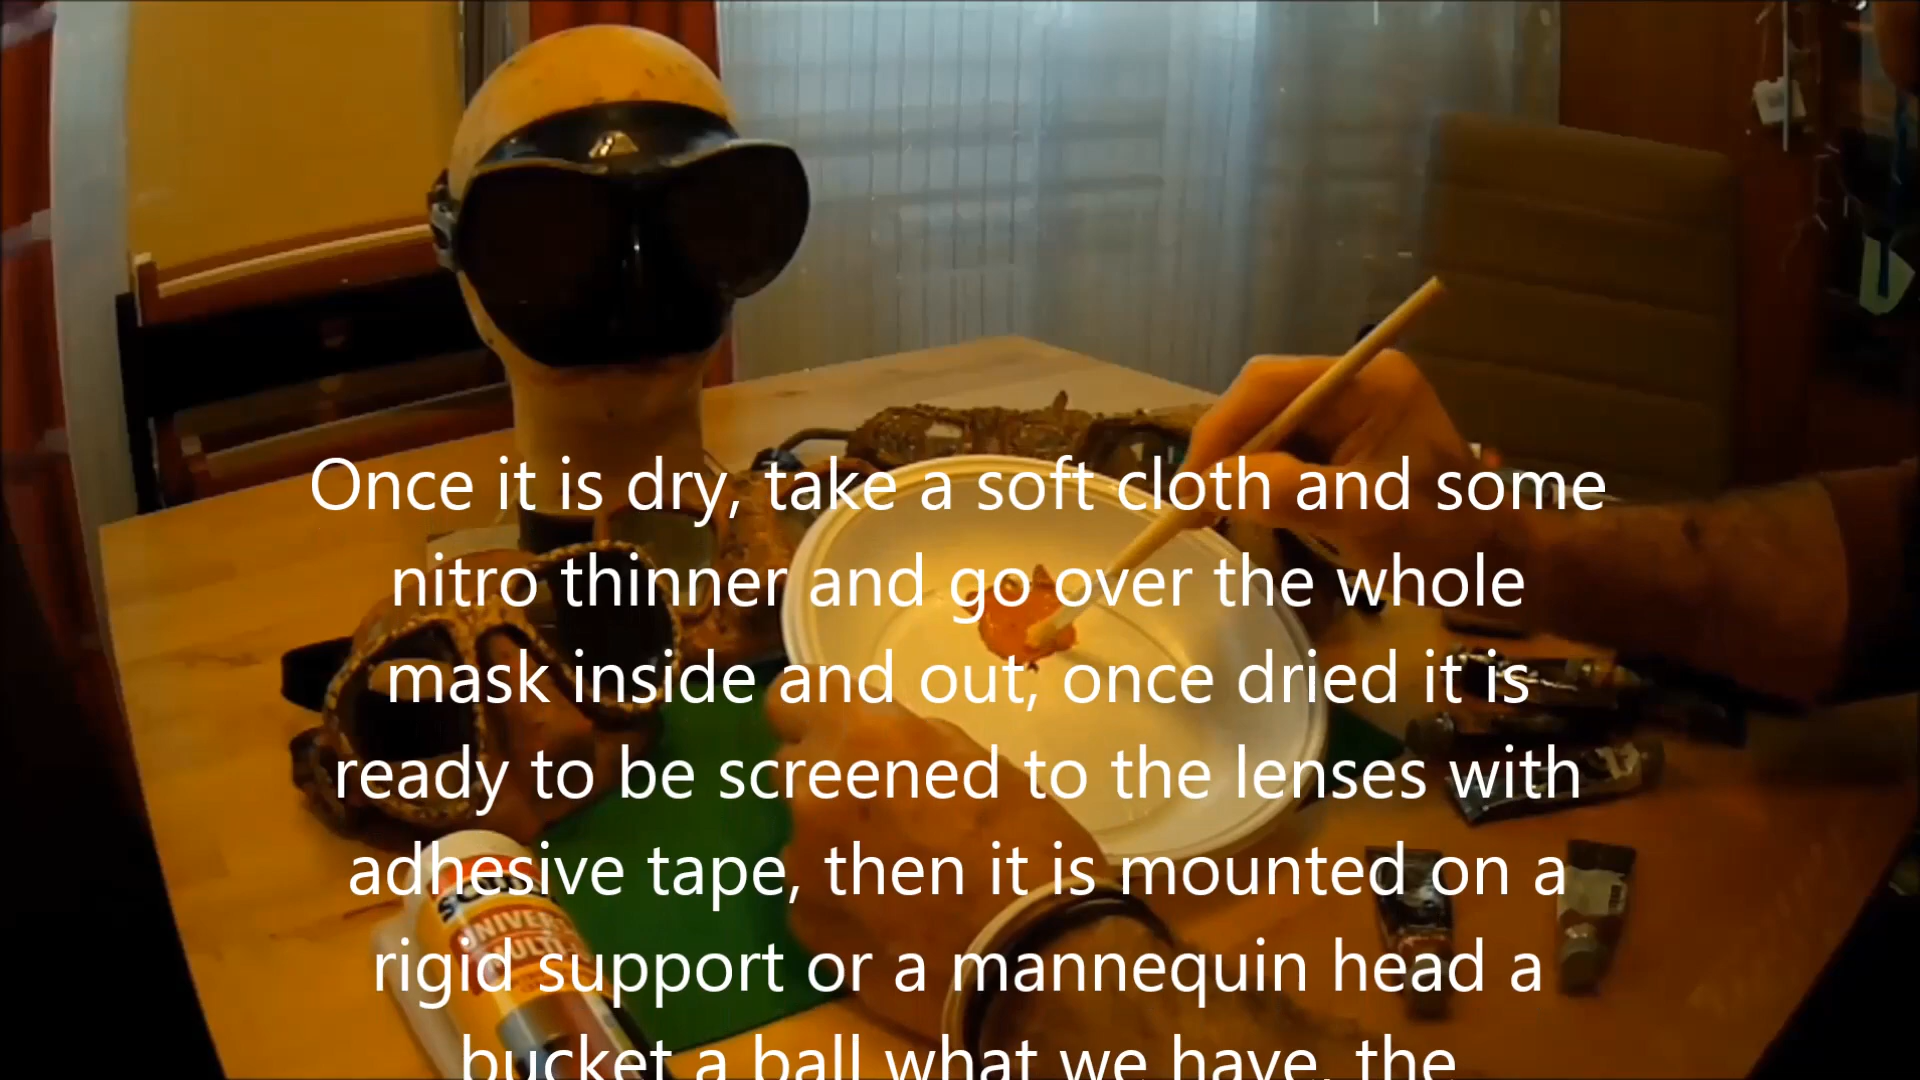 Once it is dry, take a soft cloth and some
nitro thinner and go over the whole
mask inside and out, once dried it is
ready to be screened to the lenses with
adhesive tape, then it is mounted on a
rigid support or a mannequin head a
bucket a ball what we have, the